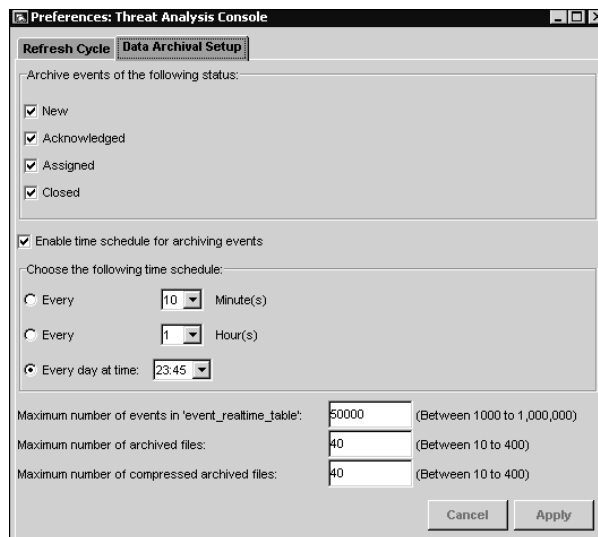 Preferences: Threat Analysis Console
Refresh Cycle Data Archival Setup
Archive events of the following status:
New
Acknowledged
Assigned
Closed
Enable time schedule for archiving events
Choose the following time schedule:
Every 10 Minute(s)
Every 1 Hour(s)
Every day at time: 23:45
Maximum number of events in 'event_realtime_table': 50000 (Between 1000 to 1,000,000)
Maximum number of archived files: 40 (Between 10 to 400)
Maximum number of compressed archived files: 40 (Between 10 to 400)
Cancel Apply